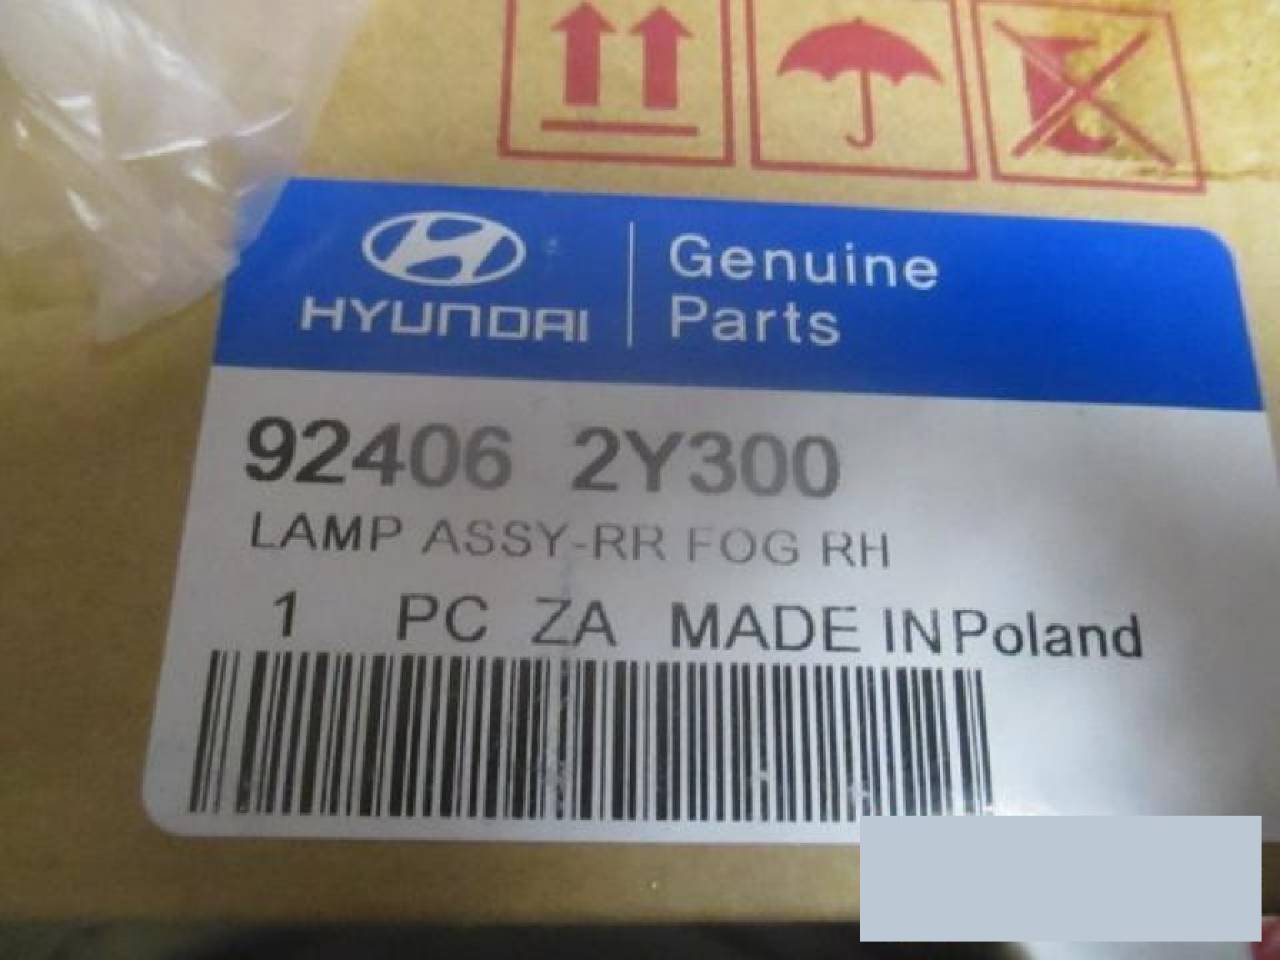 HYUNDAI
Genuine
Parts
92406 2Y300
LAMP ASSY-RR FOG RH
1 PC ZA MADE IN Poland